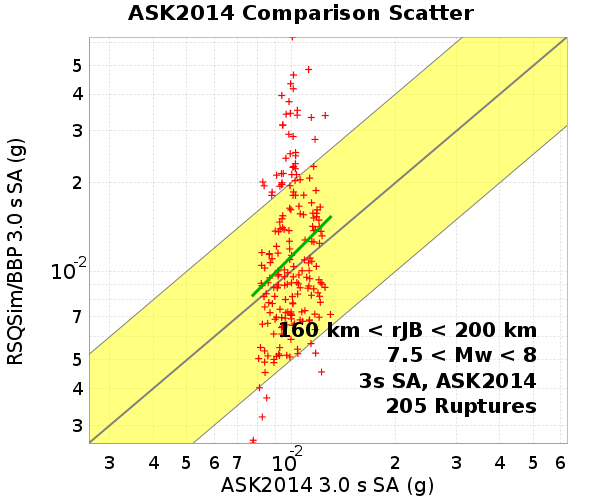 ASK2014 Comparison Scatter
RSQSim/BBP 3.0 s SA (g)
5
4
3
2
10-2
7
5
4
3
160 km < rJB < 200 km
7.5 < Mw < 8
3s SA, ASK2014
205 Ruptures
3 4 5 6 7 10-2 2 3 4 5 6
ASK2014 3.0 s SA (g)